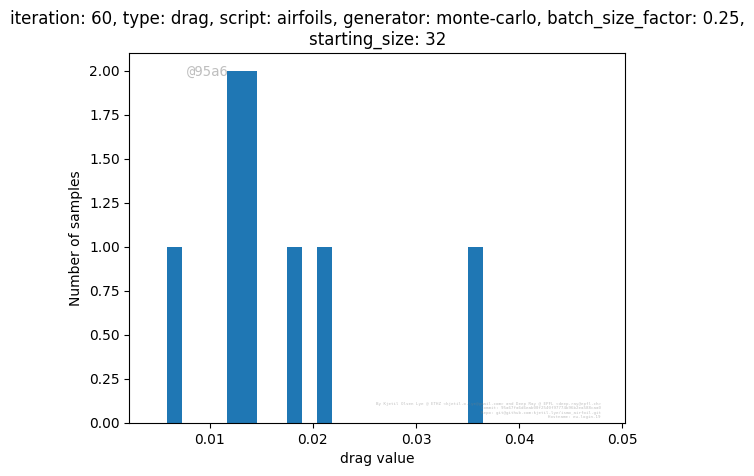 iteration: 60, type: drag, script: airfoils, generator: monte-carlo, batch_size_factor: 0.25,
starting_size: 32
@95a6
2.00
1.75
1.50
1.25
1.00
0.75
0.50
0.25
0.00
Number of samples
0.01
0.02
0.03
0.04
0.05
drag value